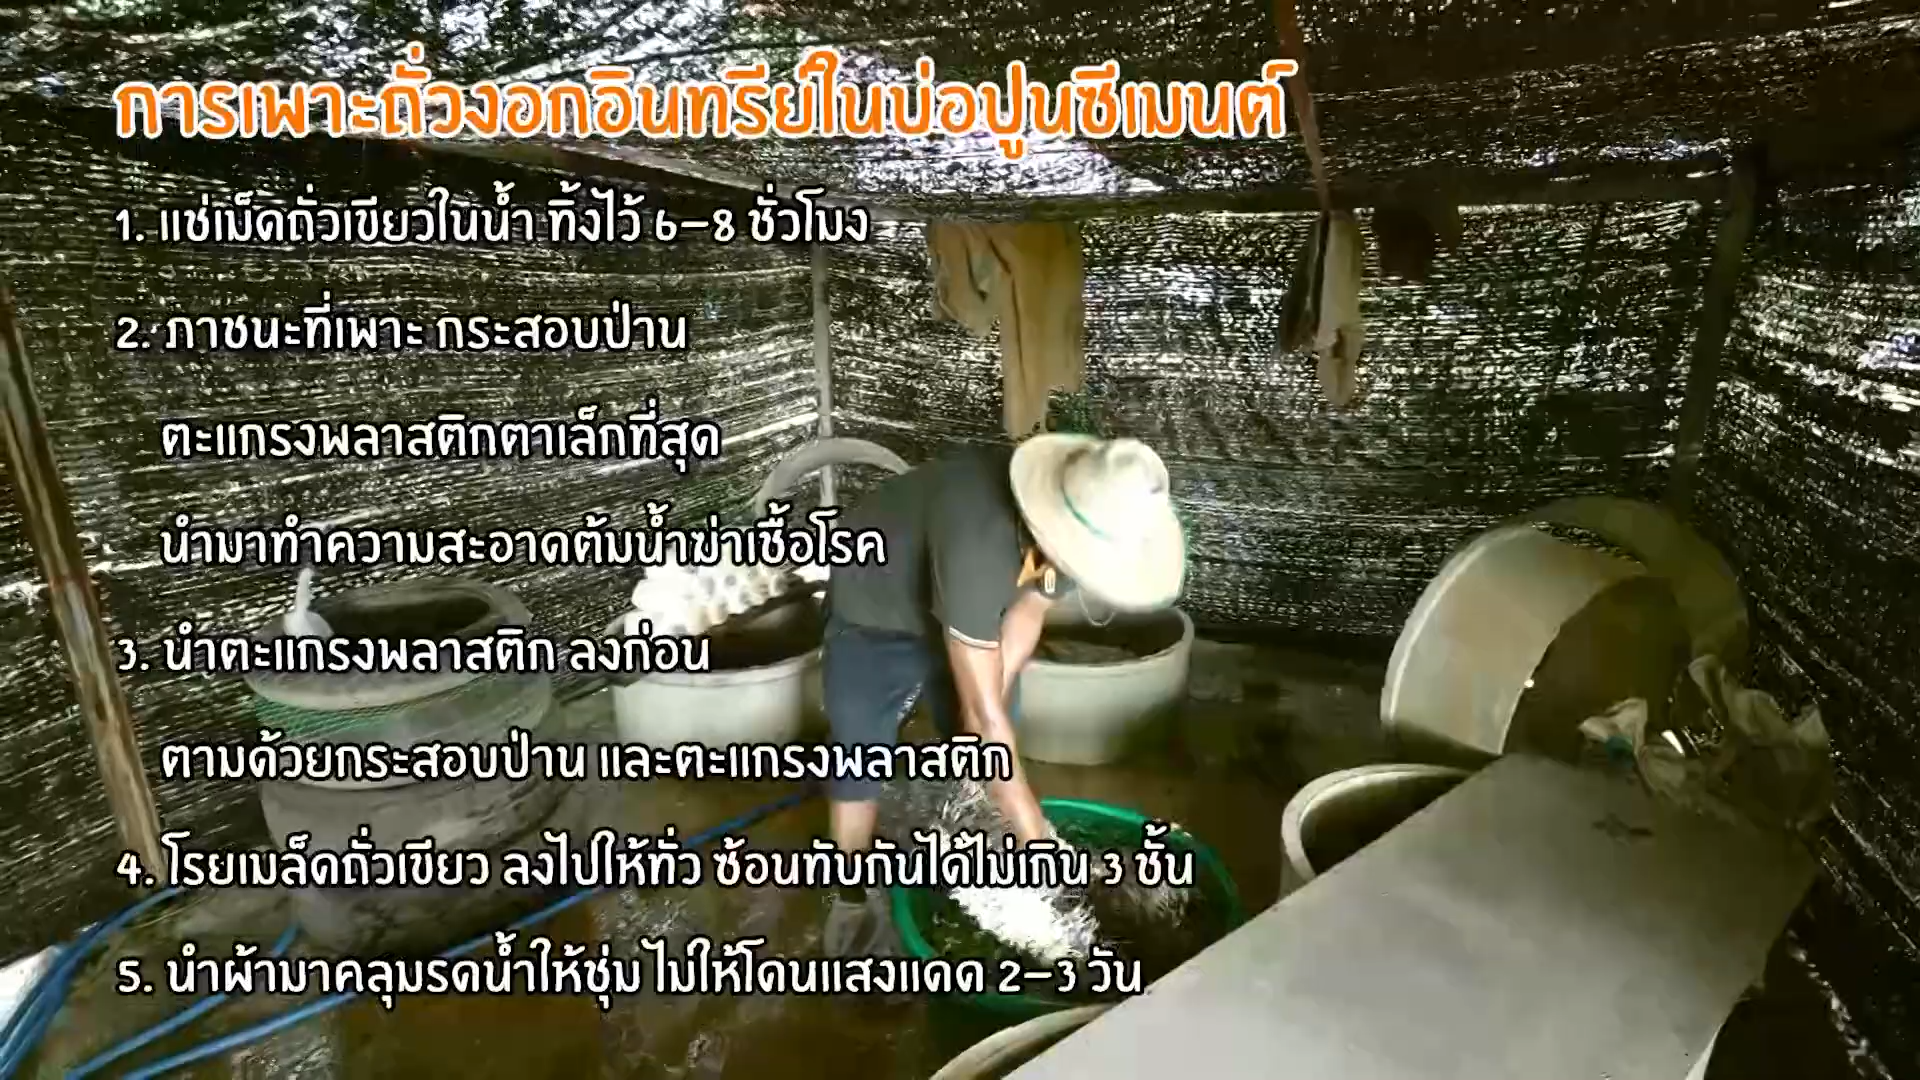 การเพาะถั่วงอกอินทรีย์ในบ่อปูนซีเมนต์
1. แช่เม็ดถั่วเขียวในน้ำ ทิ้งไว้ 6-8 ชั่วโมง
2. ภาชนะที่เพาะ กระสอบป่าน
ตะแกรงพลาสติกตาเล็กที่สุด
นำมาทำความสะอาดต้มน้ำฆ่าเชื้อโรค
3. นำตะแกรงพลาสติก ลงก่อน
ตามด้วยกระสอบป่าน และตะแกรงพลาสติก
4. โรยเมล็ดถั่วเขียว ลงไปให้ทั่ว ซ้อนทับกันได้ไม่เกิน 3 ชั้น
5. นำผ้ามาคลุมรดน้ำให้ชุ่ม ไม่ให้โดนแสงแดด 2-3 วัน